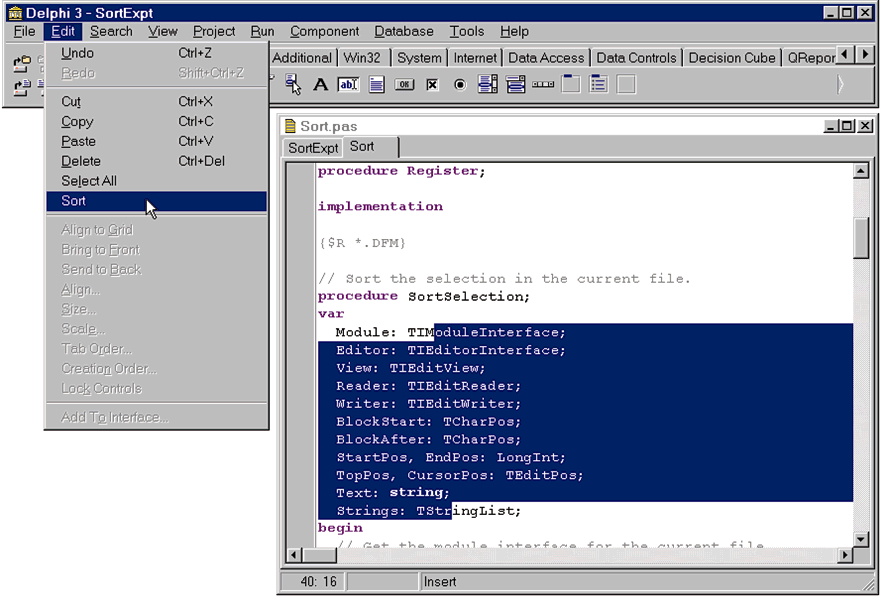 Delphi 3 - SortExpt
File Edit Search View Project Run Component Database Tools Help
Additional Win32 System Internet Data Access Data Controls Decision Cube QRepor
Undo Ctrl+Z
Redo Shift+Ctrl+Z
Cut Ctrl+X
Copy Ctrl+C
Paste Ctrl+V
Delete Ctrl+Del
Select All
Sort
Align to Grid
Bring to Front
Send to Back
Align...
Size...
Scale...
Tab Order...
Creation Order...
Lock Controls
Add To Interface...
A ab OK
Sort.pas
SortExpt Sort
procedure Register;
implementation
{$R *.DFM}
// Sort the selection in the current file.
procedure SortSelection;
var
Module: TIModuleInterface;
Editor: TIEditorInterface;
View: TIEditView;
Reader: TIEditReader;
Writer: TIEditWriter;
BlockStart: TCharPos;
BlockAfter: TCharPos;
StartPos, EndPos: LongInt;
TopPos, CursorPos: TEditPos;
Text: string;
Strings: TStringList;
begin
// Get the module interface for the current file
40: 16 Insert